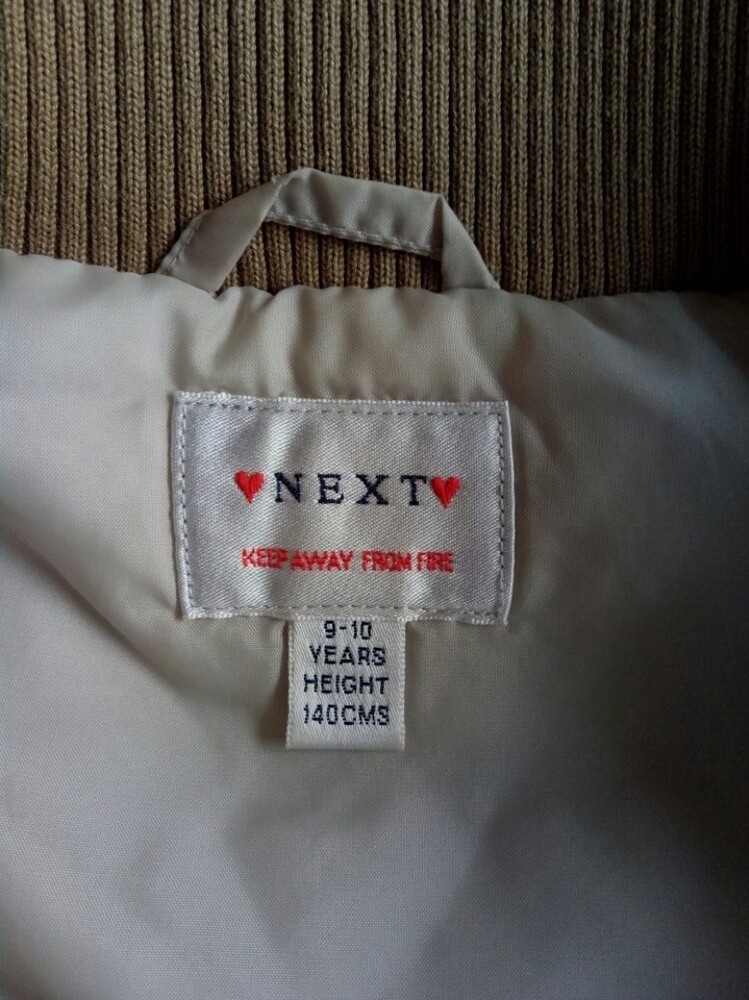 NEXT
KEEP AWAY FROM FIRE
9-10
YEARS
HEIGHT
140CMS